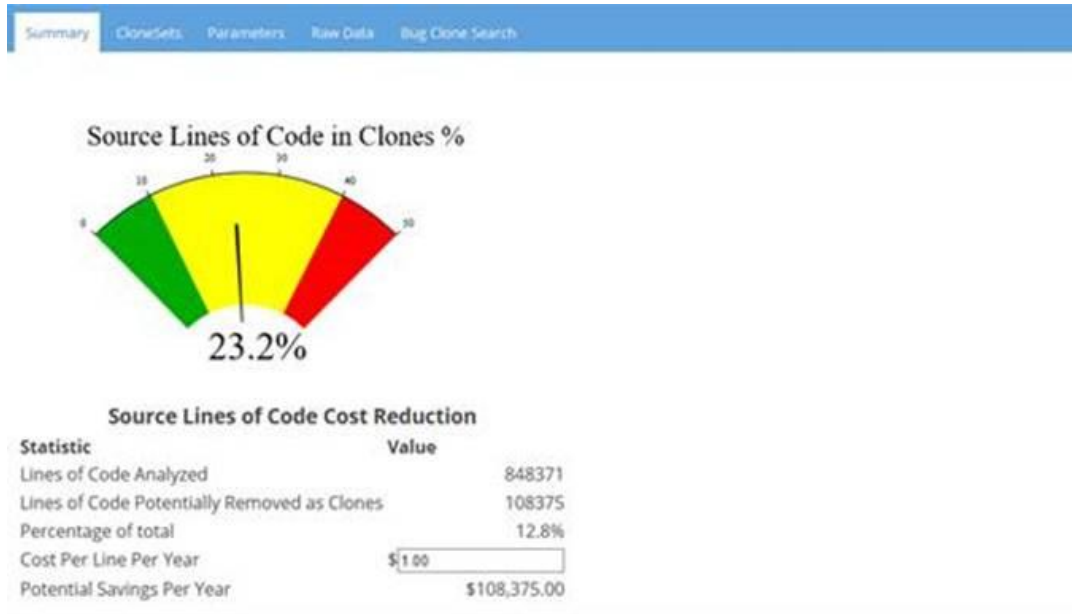 Summary CloneSets Parameters Raw Data Bug Clone Search
Source Lines of Code in Clones %
0 10 20 30 40 50
23.2%
Source Lines of Code Cost Reduction
Statistic Value
Lines of Code Analyzed 848371
Lines of Code Potentially Removed as Clones 108375
Percentage of total 12.8%
Cost Per Line Per Year $ 1.00
Potential Savings Per Year $108,375.00